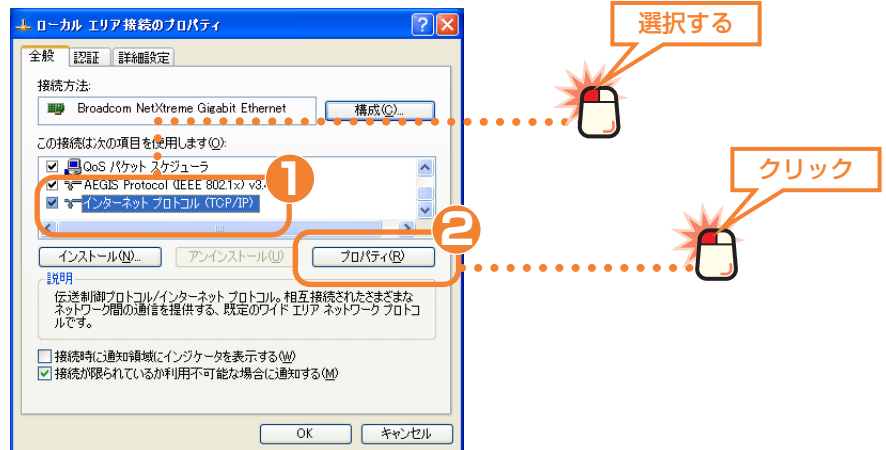 ローカル エリア接続のプロパティ
選択する
全般 認証 詳細設定
接続方法:
Broadcom NetXtreme Gigabit Ethernet
構成(C)...
この接続は次の項目を使用します(O):
QoS パケット スケジューラ
AEGIS Protocol (IEEE 802.1x) v3.
インターネット プロトコル (TCP/IP)
1
クリック
2
インストール(N)... アンインストール(U) プロパティ(R)
説明
伝送制御プロトコル/インターネット プロトコル。相互接続されたさまざまな
ネットワーク間の通信を提供する、既定のワイド エリア ネットワーク プロトコ
ルです。
接続時に通知領域にインジケータを表示する(W)
接続が限られているか利用不可能な場合に通知する(M)
OK キャンセル